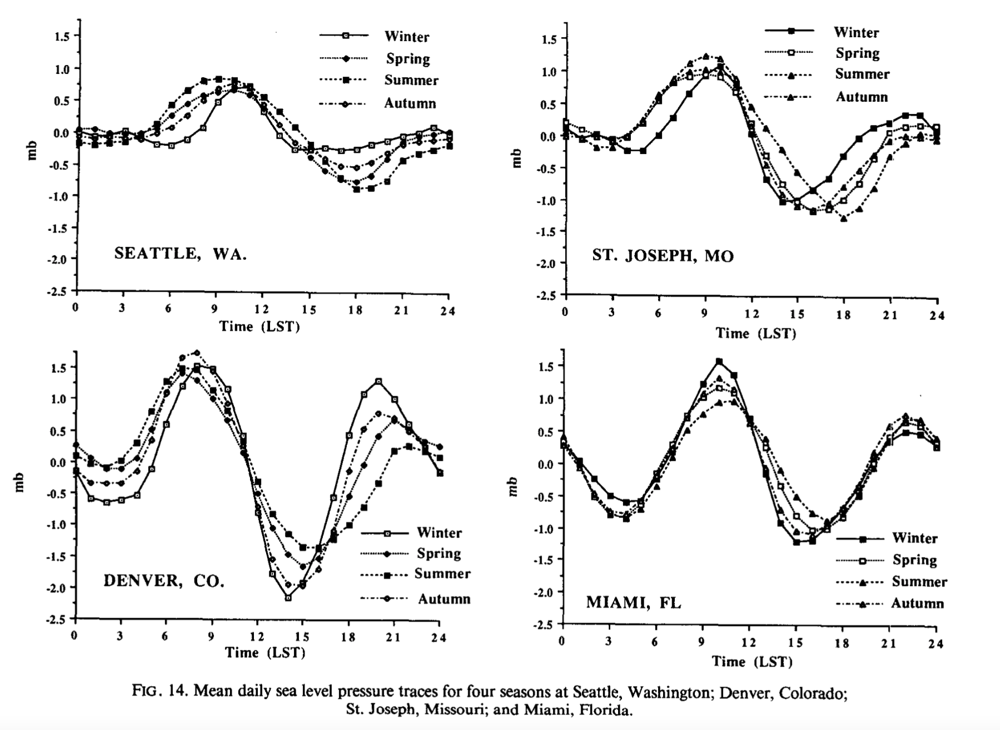 1.5
1.0
0.5
0.0
-0.5
-1.0
-1.5
-2.0
-2.5
mb
Winter
Spring
Summer
Autumn
SEATTLE, WA.
0 3 6 9 12 15 18 21 24
Time (LST)
1.5
1.0
0.5
0.0
-0.5
-1.0
-1.5
-2.0
-2.5
mb
Winter
Spring
Summer
Autumn
ST. JOSEPH, MO
0 3 6 9 12 15 18 21 24
Time (LST)
1.5
1.0
0.5
0.0
-0.5
-1.0
-1.5
-2.0
-2.5
mb
Winter
Spring
Summer
Autumn
DENVER, CO.
0 3 6 9 12 15 18 21 24
Time (LST)
1.5
1.0
0.5
0.0
-0.5
-1.0
-1.5
-2.0
-2.5
mb
Winter
Spring
Summer
Autumn
MIAMI, FL
0 3 6 9 12 15 18 21 24
Time (LST)
FIG. 14. Mean daily sea level pressure traces for four seasons at Seattle, Washington; Denver, Colorado;
St. Joseph, Missouri; and Miami, Florida.